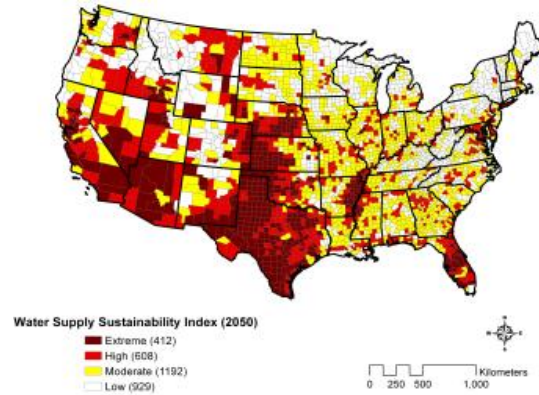 Water Supply Sustainability Index (2050)
Extreme (412)
High (608)
Moderate (1192)
Low (929)
N
W E
S
Kilometers
0 250 500 1,000